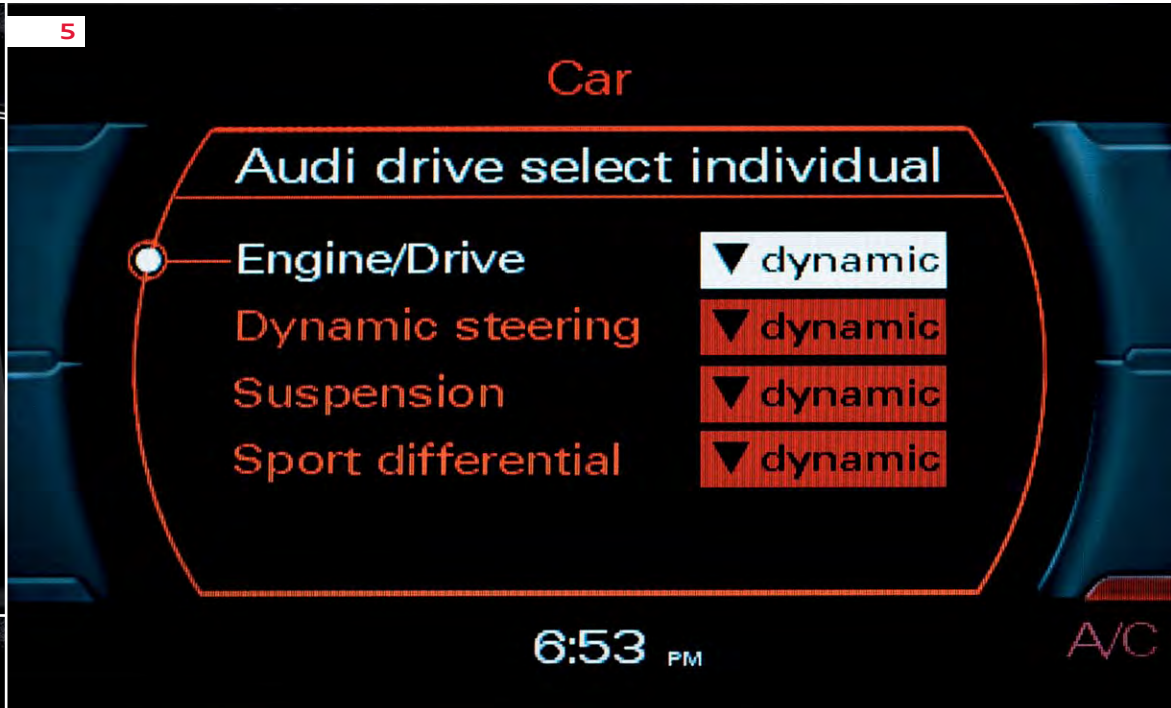 5
Car
Audi drive select individual
Engine/Drive ▼ dynamic
Dynamic steering ▼ dynamic
Suspension ▼ dynamic
Sport differential ▼ dynamic
6:53 PM
A/C